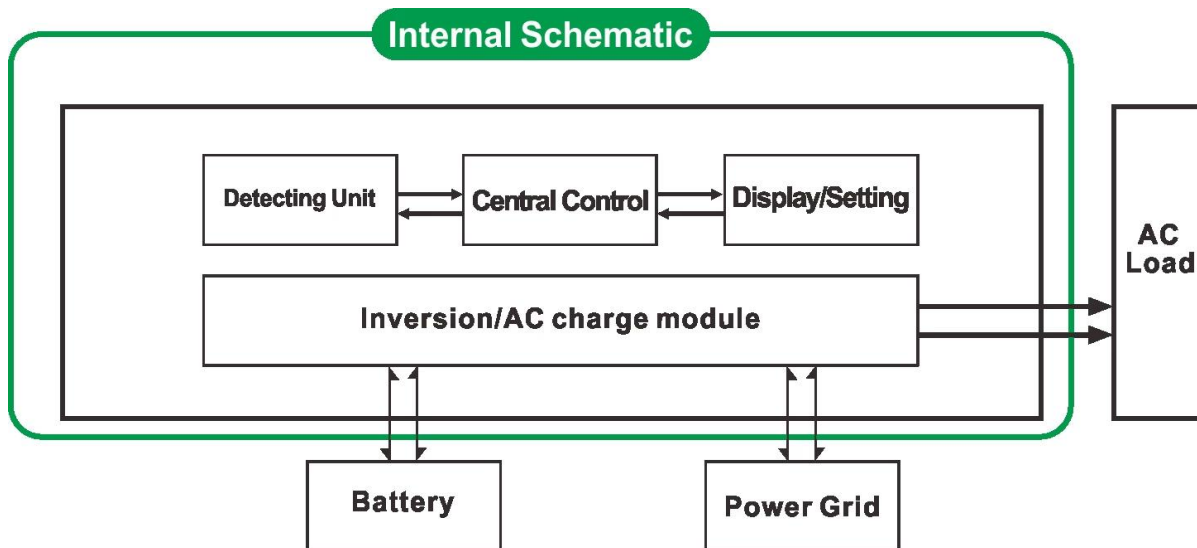 Internal Schematic
Detecting Unit
Central Control
Display/Setting
AC
Load
Inversion/AC charge module
Battery
Power Grid